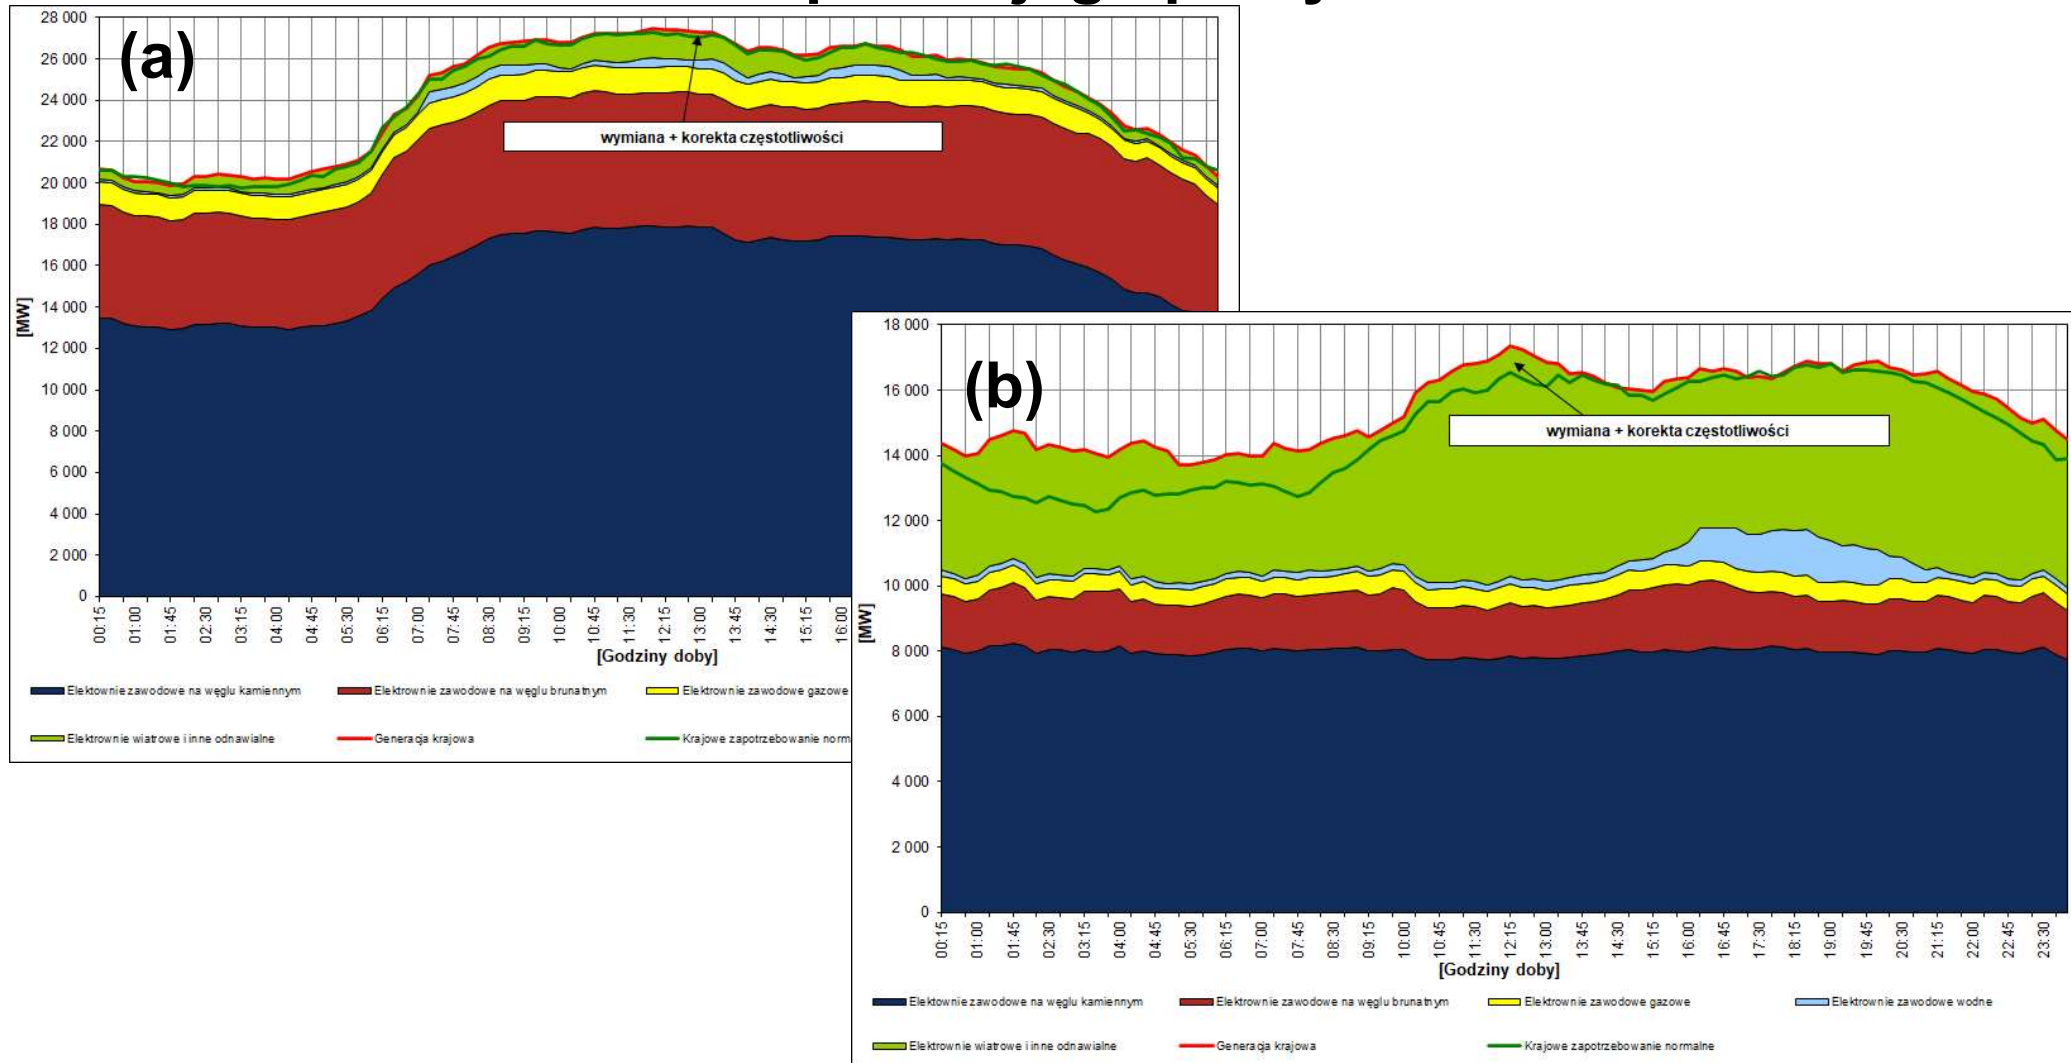 (a)
28 000
26 000
24 000
22 000
20 000
18 000
16 000
14 000
12 000
10 000
8 000
6 000
4 000
2 000
0
[MW]
wymiana + korekta częstotliwości
00:15 01:00 01:45 02:30 03:15 04:00 04:45 05:30 06:15 07:00 07:45 08:30 09:15 10:00 10:45 11:30 12:15 13:00 13:45 14:30 15:15 16:00
[Godziny doby]
Elektownie zawodowe na węglu kamiennym Elektrownie zawodowe na węglu brunatnym Elektrownie zawodowe gazowe
Elektrownie wiatrowe i inne odnawialne Generacja krajowa Krajowe zapotrzebowanie norm
(b)
18 000
16 000
14 000
12 000
10 000
8 000
6 000
4 000
2 000
0
[MW]
wymiana + korekta częstotliwości
00:15 01:00 01:45 02:30 03:15 04:00 04:45 05:30 06:15 07:00 07:45 08:30 09:15 10:00 10:45 11:30 12:15 13:00 13:45 14:30 15:15 16:00 16:45 17:30 18:15 19:00 19:45 20:30 21:15 22:00 22:45 23:30
[Godziny doby]
Elektownie zawodowe na węglu kamiennym Elektrownie zawodowe na węglu brunatnym Elektrownie zawodowe gazowe Elektrownie zawodowe wodne
Elektrownie wiatrowe i inne odnawialne Generacja krajowa Krajowe zapotrzebowanie normalne